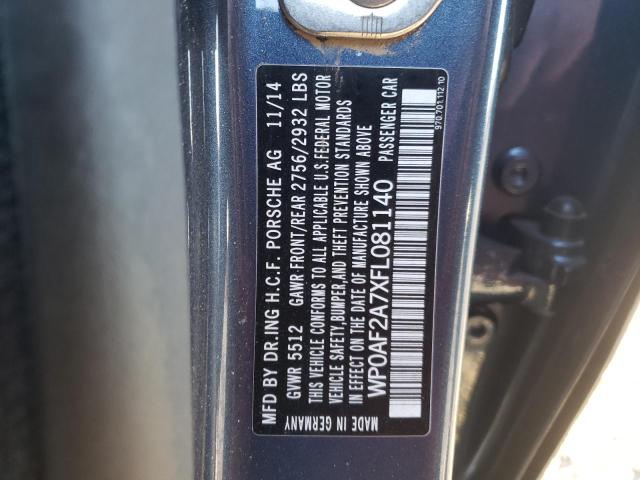 MFD BY DR.ING H.C.F. PORSCHE AG 11/14
GVWR 5512 GAWR FRONT/REAR 2756/2932 LBS
THIS VEHICLE CONFORMS TO ALL APPLICABLE U.S.FEDERAL MOTOR
VEHICLE SAFETY,BUMPER,AND THEFT PREVENTION STANDARDS
IN EFFECT ON THE DATE OF MANUFACTURE SHOWN ABOVE
WP0AF2A7XFL081140 PASSENGER CAR
MADE IN GERMANY
970.701.112.10